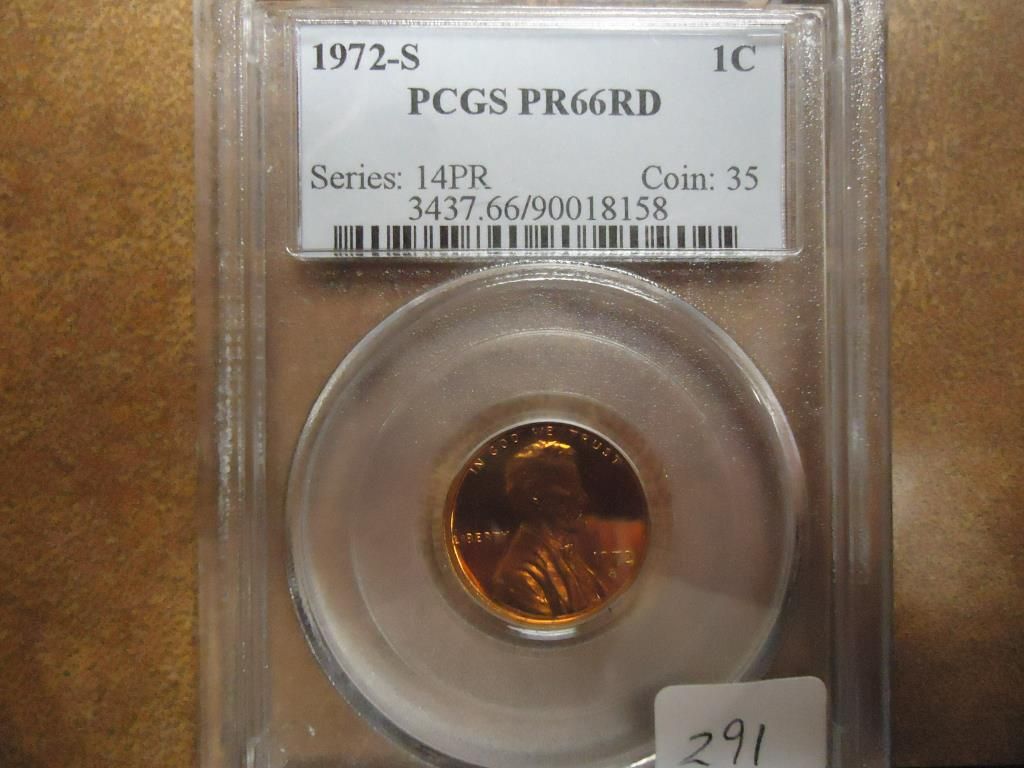 1972-S 1C
PCGS PR66RD
Series: 14PR Coin: 35
3437.66/90018158
IN GOD WE TRUST
LIBERTY 1972
S
291